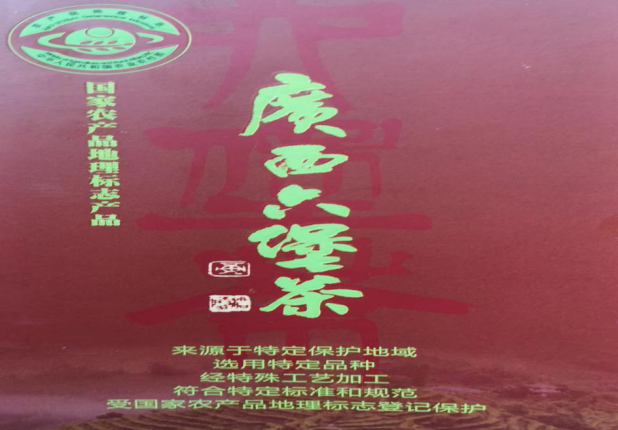 国家农产品地理标志产品
廣西六堡茶
来源于特定保护地域
选用特定品种
经特殊工艺加工
符合特定标准和规范
受国家农产品地理标志登记保护